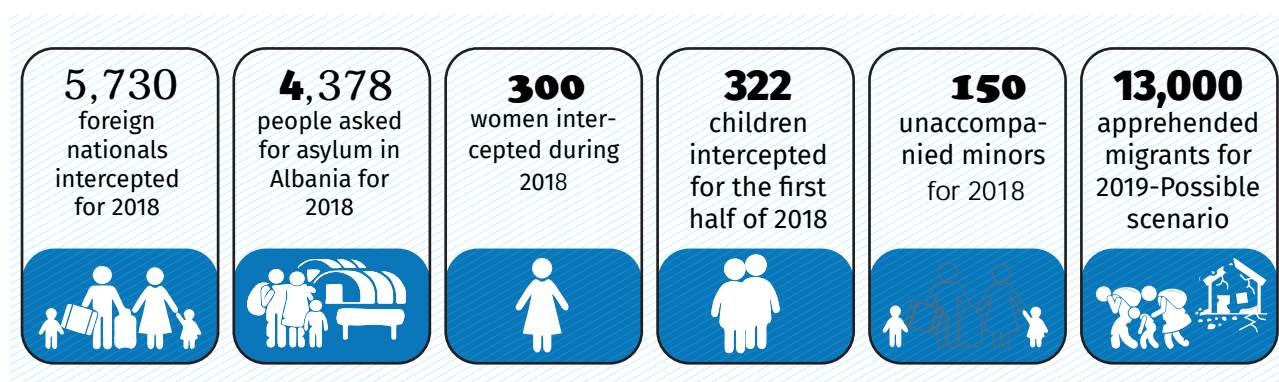 5,730
foreign
nationals
intercepted
for 2018
4,378
people asked
for asylum in
Albania for
2018
300
women inter-
cepted during
2018
322
children
intercepted
for the first
half of 2018
150
unaccompa-
nied minors
for 2018
13,000
apprehended
migrants for
2019-Possible
scenario